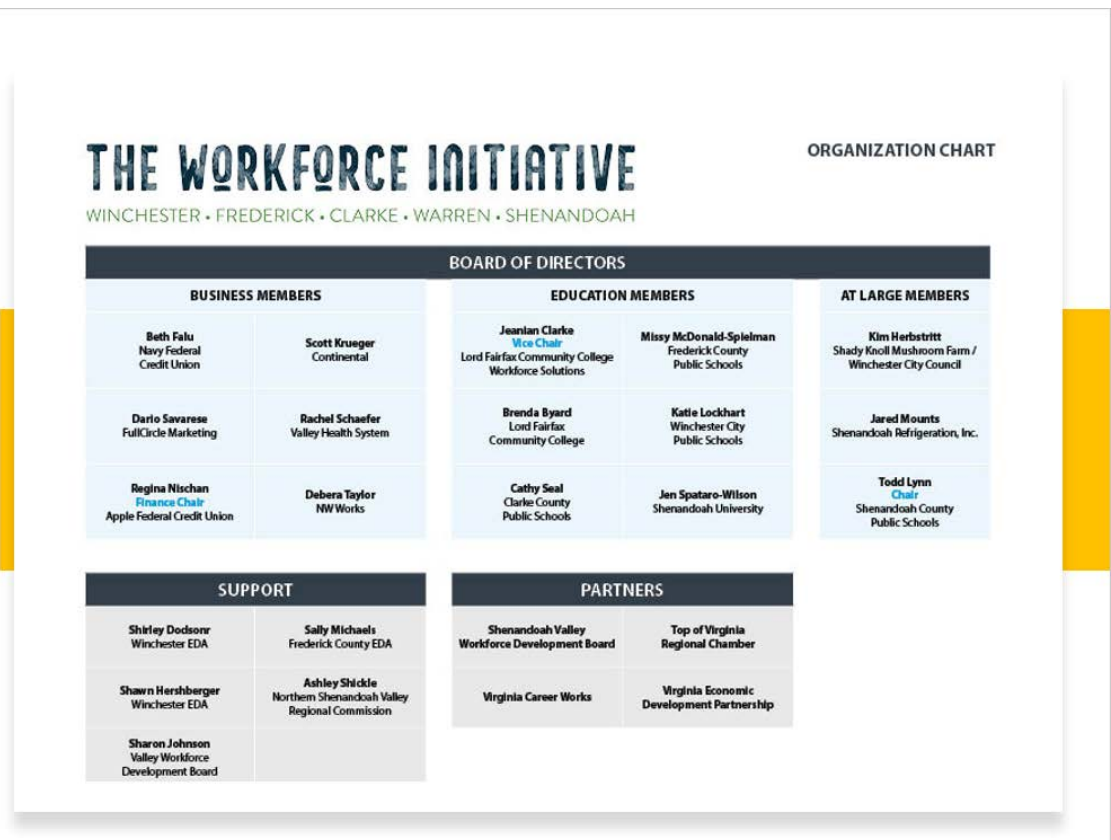 THE WORKFORCE INITIATIVE
ORGANIZATION CHART
WINCHESTER • FREDERICK • CLARKE • WARREN • SHENANDOAH
BOARD OF DIRECTORS
BUSINESS MEMBERS
Beth Falu
Navy Federal
Credit Union
Scott Krueger
Continental
Dario Savarese
FullCircle Marketing
Rachel Schaefer
Valley Health System
Regina Nischan
Finance Chair
Apple Federal Credit Union
Debera Taylor
NW Works
EDUCATION MEMBERS
Jeanian Clarke
Vice Chair
Lord Fairfax Community College
Workforce Solutions
Missy McDonald-Spielman
Frederick County
Public Schools
Brenda Byard
Lord Fairfax
Community College
Katie Lockhart
Winchester City
Public Schools
Cathy Seal
Clarke County
Public Schools
Jen Spataro-Wilson
Shenandoah University
AT LARGE MEMBERS
Kim Herbstritt
Shady Knoll Mushroom Farm /
Winchester City Council
Jared Mounts
Shenandoah Refrigeration, Inc.
Todd Lynn
Chair
Shenandoah County
Public Schools
SUPPORT
Shirley Dodsonr
Winchester EDA
Sally Michaels
Frederick County EDA
Shawn Hershberger
Winchester EDA
Ashley Shickle
Northern Shenandoah Valley
Regional Commission
Sharon Johnson
Valley Workforce
Development Board
PARTNERS
Shenandoah Valley
Workforce Development Board
Top of Virginia
Regional Chamber
Virginia Career Works
Virginia Economic
Development Partnership